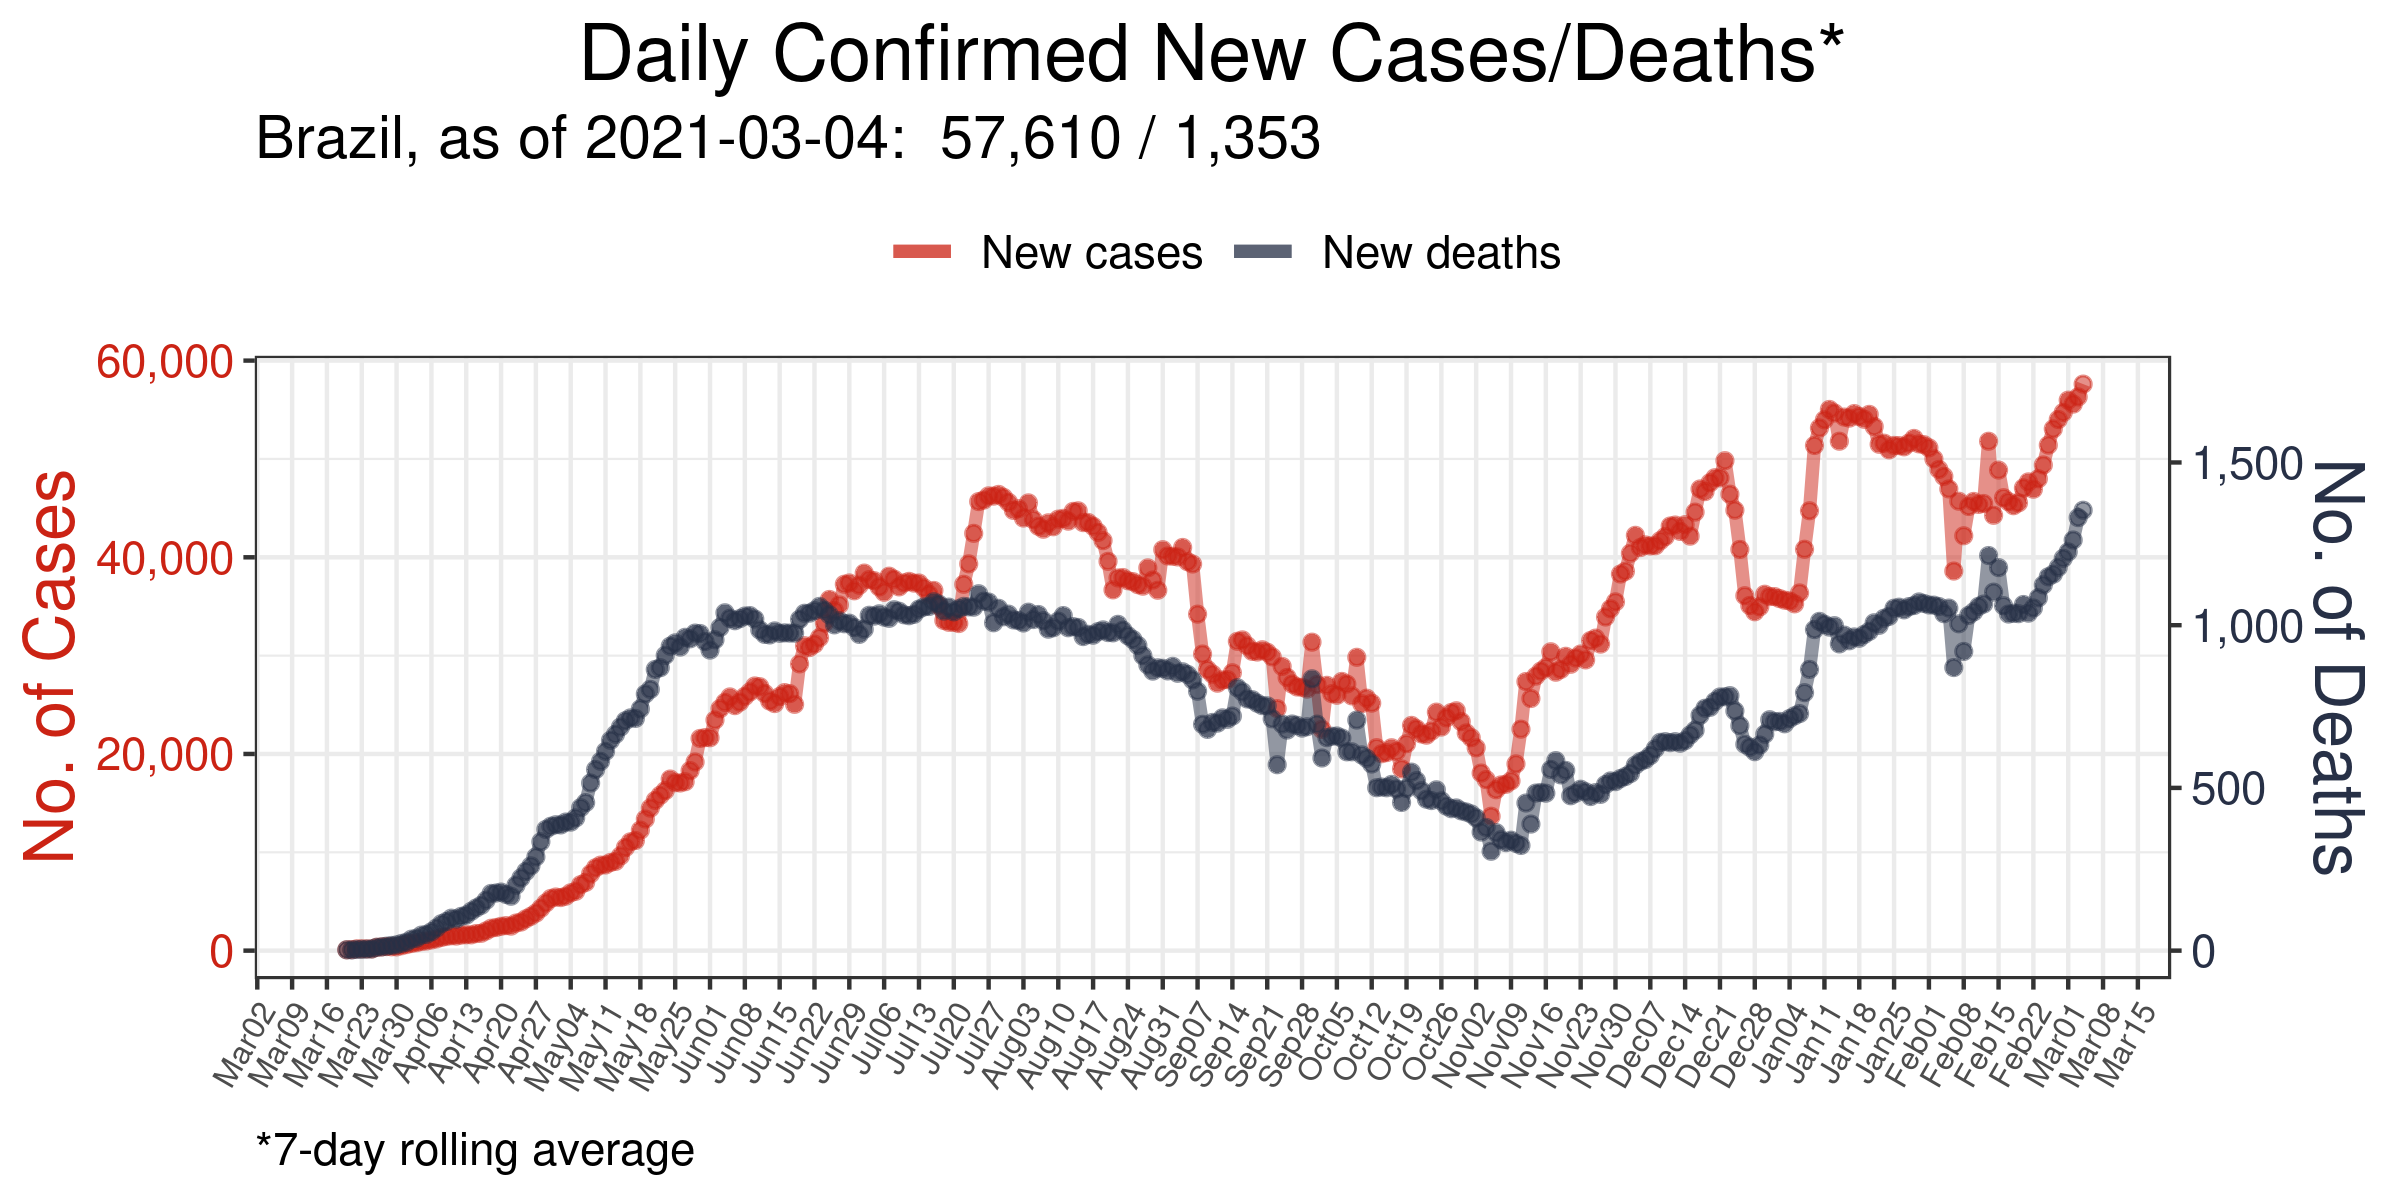 Daily Confirmed New Cases/Deaths*
Brazil, as of 2021-03-04:  57,610 / 1,353
New cases
New deaths
No. of Cases
60,000
40,000
20,000
0
1,500
1,000
500
0
No. of Deaths
Mar02
Mar09
Mar16
Mar23
Mar30
Apr06
Apr13
Apr20
Apr27
May04
May11
May18
May25
Jun01
Jun08
Jun15
Jun22
Jun29
Jul06
Jul13
Jul20
Jul27
Aug03
Aug10
Aug17
Aug24
Aug31
Sep07
Sep14
Sep21
Sep28
Oct05
Oct12
Oct19
Oct26
Nov02
Nov09
Nov16
Nov23
Nov30
Dec07
Dec14
Dec21
Dec28
Jan04
Jan11
Jan18
Jan25
Feb01
Feb08
Feb15
Feb22
Mar01
Mar08
Mar15
*7-day rolling average